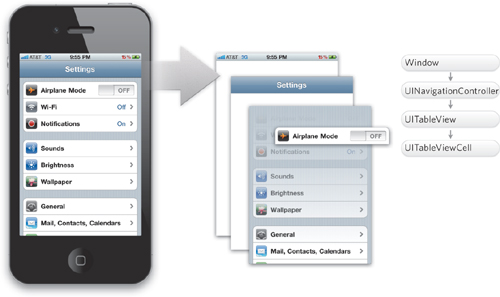 AT&T 3G 9:55 PM
Settings
Airplane Mode OFF
Wi-Fi Off
Notifications On
Sounds
Brightness
Wallpaper
General
Mail, Contacts, Calendars
AT&T 3G 9:55 PM
Settings
Airplane Mode OFF
Notifications On
Sounds
Brightness
Wallpaper
General
Mail, Contacts, Calendars
Window
UINavigationController
UITableView
UITableViewCell